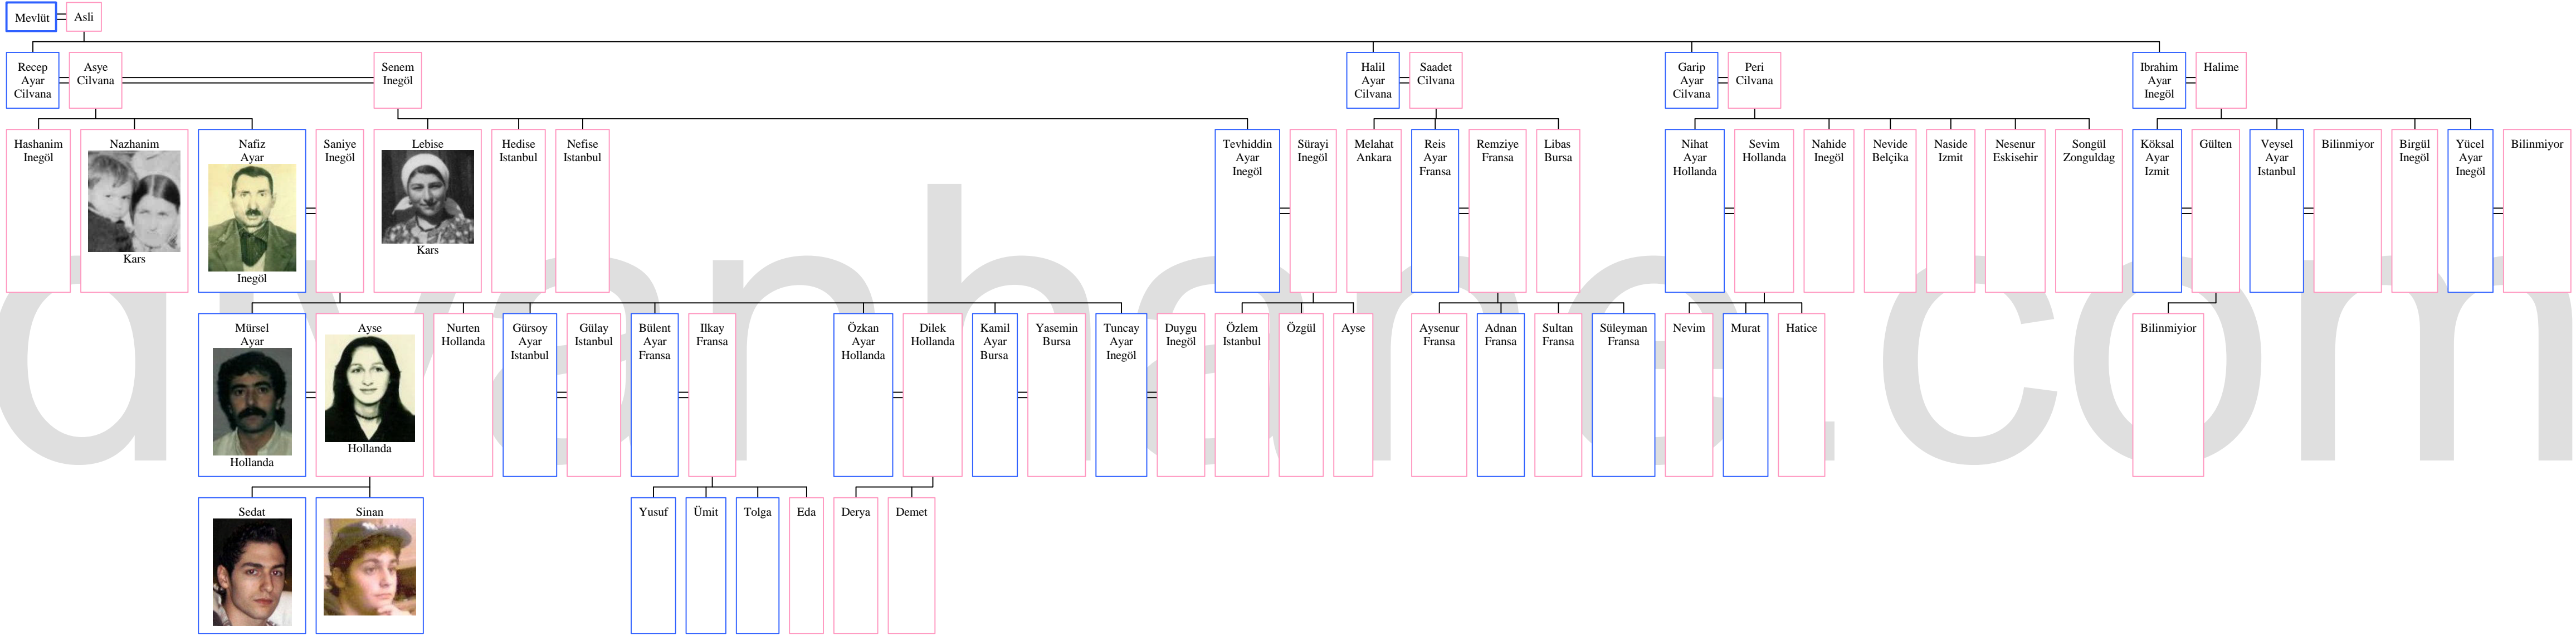 Mevlüt
Asli
Recep
Ayar
Cilvana
Asye
Cilvana
Senem
Inegöl
Halil
Ayar
Cilvana
Saadet
Cilvana
Garip
Ayar
Cilvana
Peri
Cilvana
Ibrahim
Ayar
Inegöl
Halime
Hashanim
Inegöl
Nazhanim
Kars
Nafiz
Ayar
Inegöl
Saniye
Inegöl
Lebise
Kars
Hedise
Istanbul
Nefise
Istanbul
Tevhiddin
Ayar
Inegöl
Sürayi
Inegöl
Melahat
Ankara
Reis
Ayar
Fransa
Remziye
Fransa
Libas
Bursa
Nihat
Ayar
Hollanda
Sevim
Hollanda
Nahide
Inegöl
Nevide
Belçika
Naside
Izmit
Nesenur
Eskisehir
Songül
Zonguldag
Köksal
Ayar
Izmit
Gülten
Veysel
Ayar
Istanbul
Bilinmiyor
Birgül
Inegöl
Yücel
Ayar
Inegöl
Bilinmiyor
Mürsel
Ayar
Hollanda
Ayse
Hollanda
Nurten
Hollanda
Gürsoy
Ayar
Istanbul
Gülay
Istanbul
Bülent
Ayar
Fransa
Ilkay
Fransa
Özkan
Ayar
Hollanda
Dilek
Hollanda
Kamil
Ayar
Bursa
Yasemin
Bursa
Tuncay
Ayar
Inegöl
Duygu
Inegöl
Özlem
Istanbul
Özgül
Ayse
Aysenur
Fransa
Adnan
Fransa
Sultan
Fransa
Süleyman
Fransa
Nevim
Murat
Hatice
Bilinmiyior
Sedat
Sinan
Yusuf
Ümit
Tolga
Eda
Derya
Demet
divanhana.com